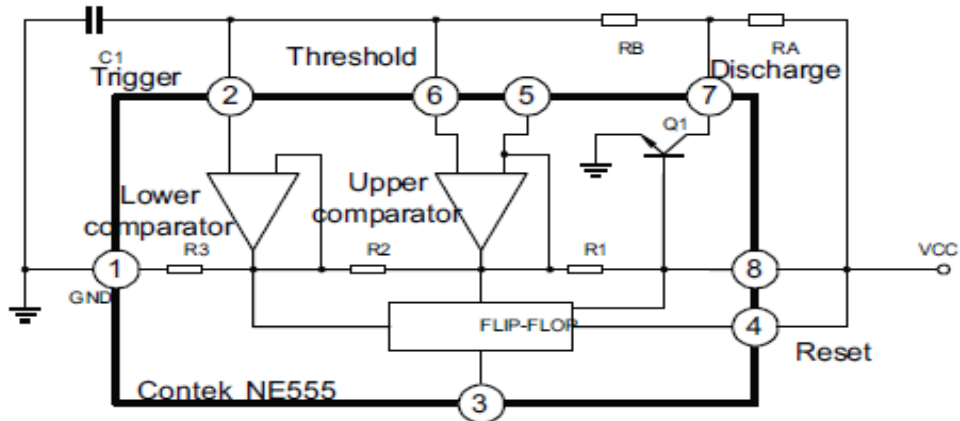 C1
RB
RA
Trigger
Threshold
Discharge
2
6
5
7
Q1
Lower
comparator
Upper
comparator
R3
R2
R1
VCC
1
8
GND
FLIP-FLOP
4
Reset
Contek NE555
3